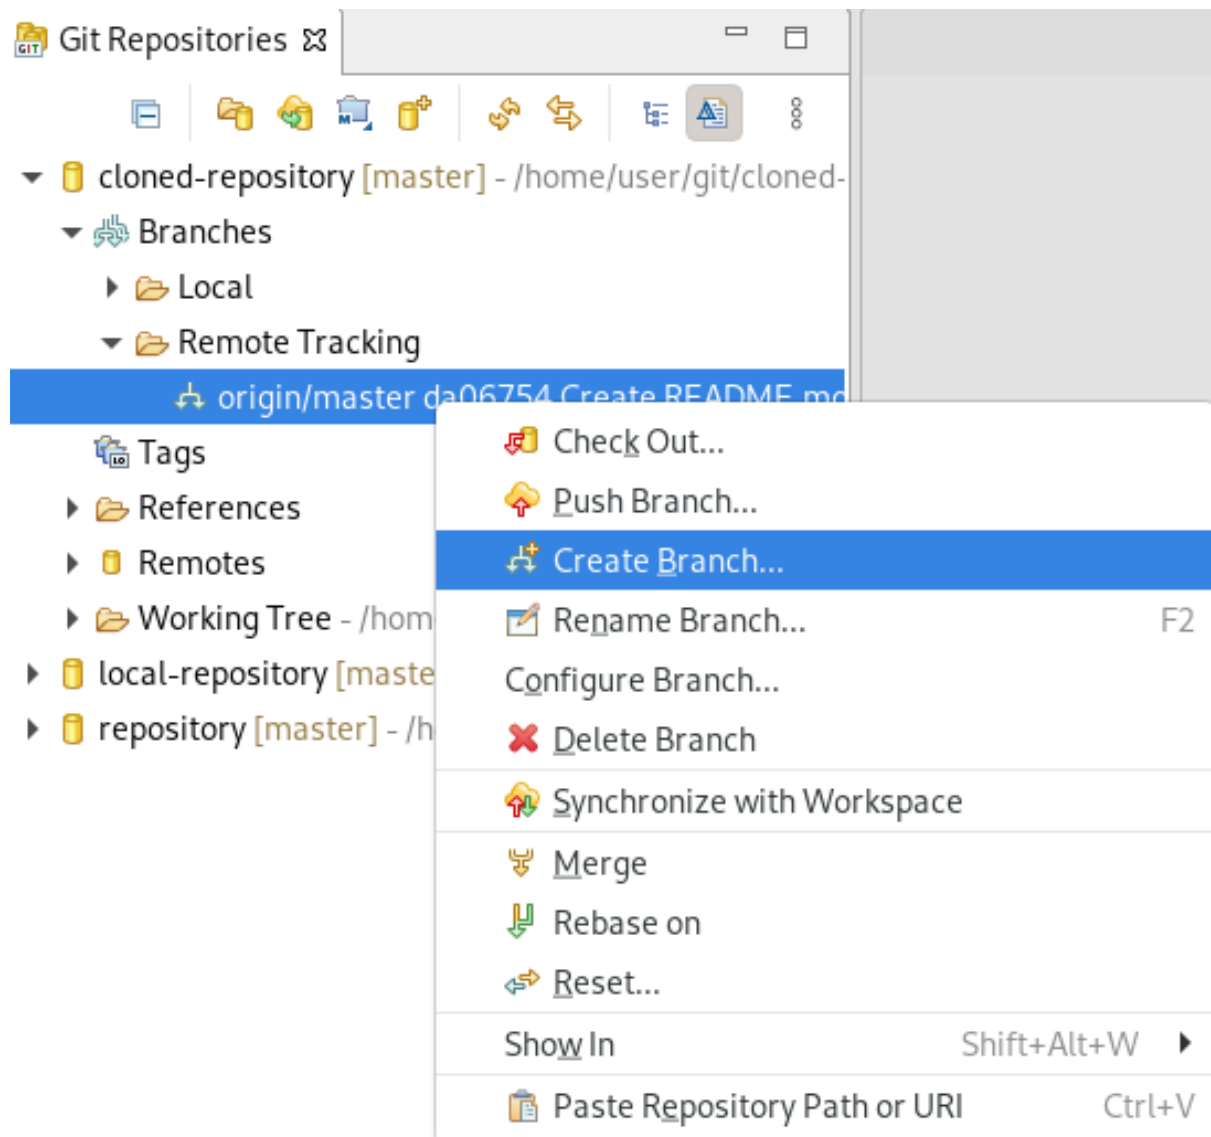 Git Repositories
cloned-repository [master] - /home/user/git/cloned-
Branches
Local
Remote Tracking
origin/master da06754 Create README.md
Tags
References
Remotes
Working Tree - /hom
local-repository [maste
repository [master] - /h
Check Out...
Push Branch...
Create Branch...
Rename Branch... F2
Configure Branch...
Delete Branch
Synchronize with Workspace
Merge
Rebase on
Reset...
Show In Shift+Alt+W
Paste Repository Path or URI Ctrl+V